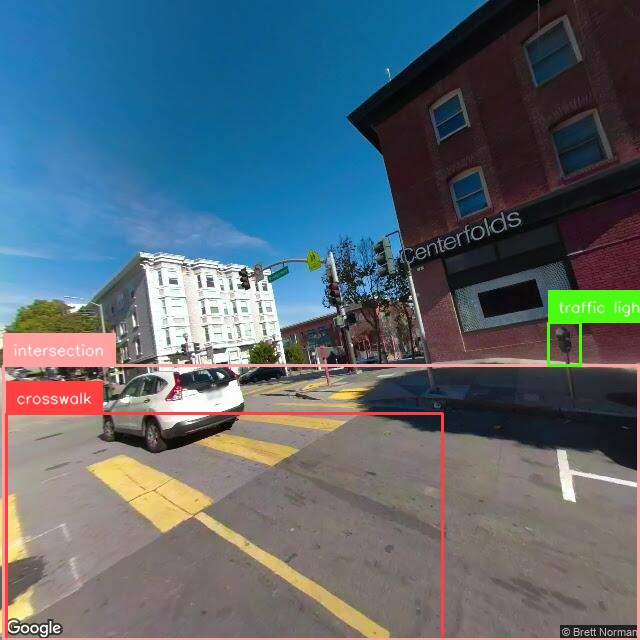 Centerfolds
traffic ligh
intersection
crosswalk
Google
© Brett Norman